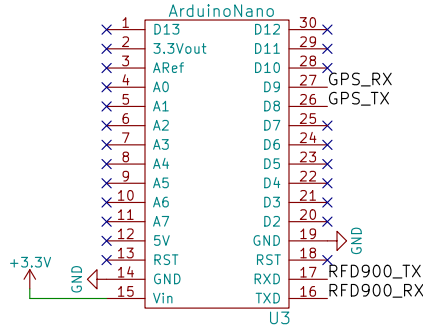 ArduinoNano
1 D13 D12 30
2 3.3Vout D11 29
3 ARef D10 28
4 A0 D9 27 GPS_RX
5 A1 D8 26 GPS_TX
6 A2 D7 25
7 A3 D6 24
8 A4 D5 23
9 A5 D4 22
10 A6 D3 21
11 A7 D2 20
12 5V GND 19 GND
13 RST RST 18
+3.3V
GND 14 GND RXD 17 RFD900_TX
15 Vin TXD 16 RFD900_RX
U3